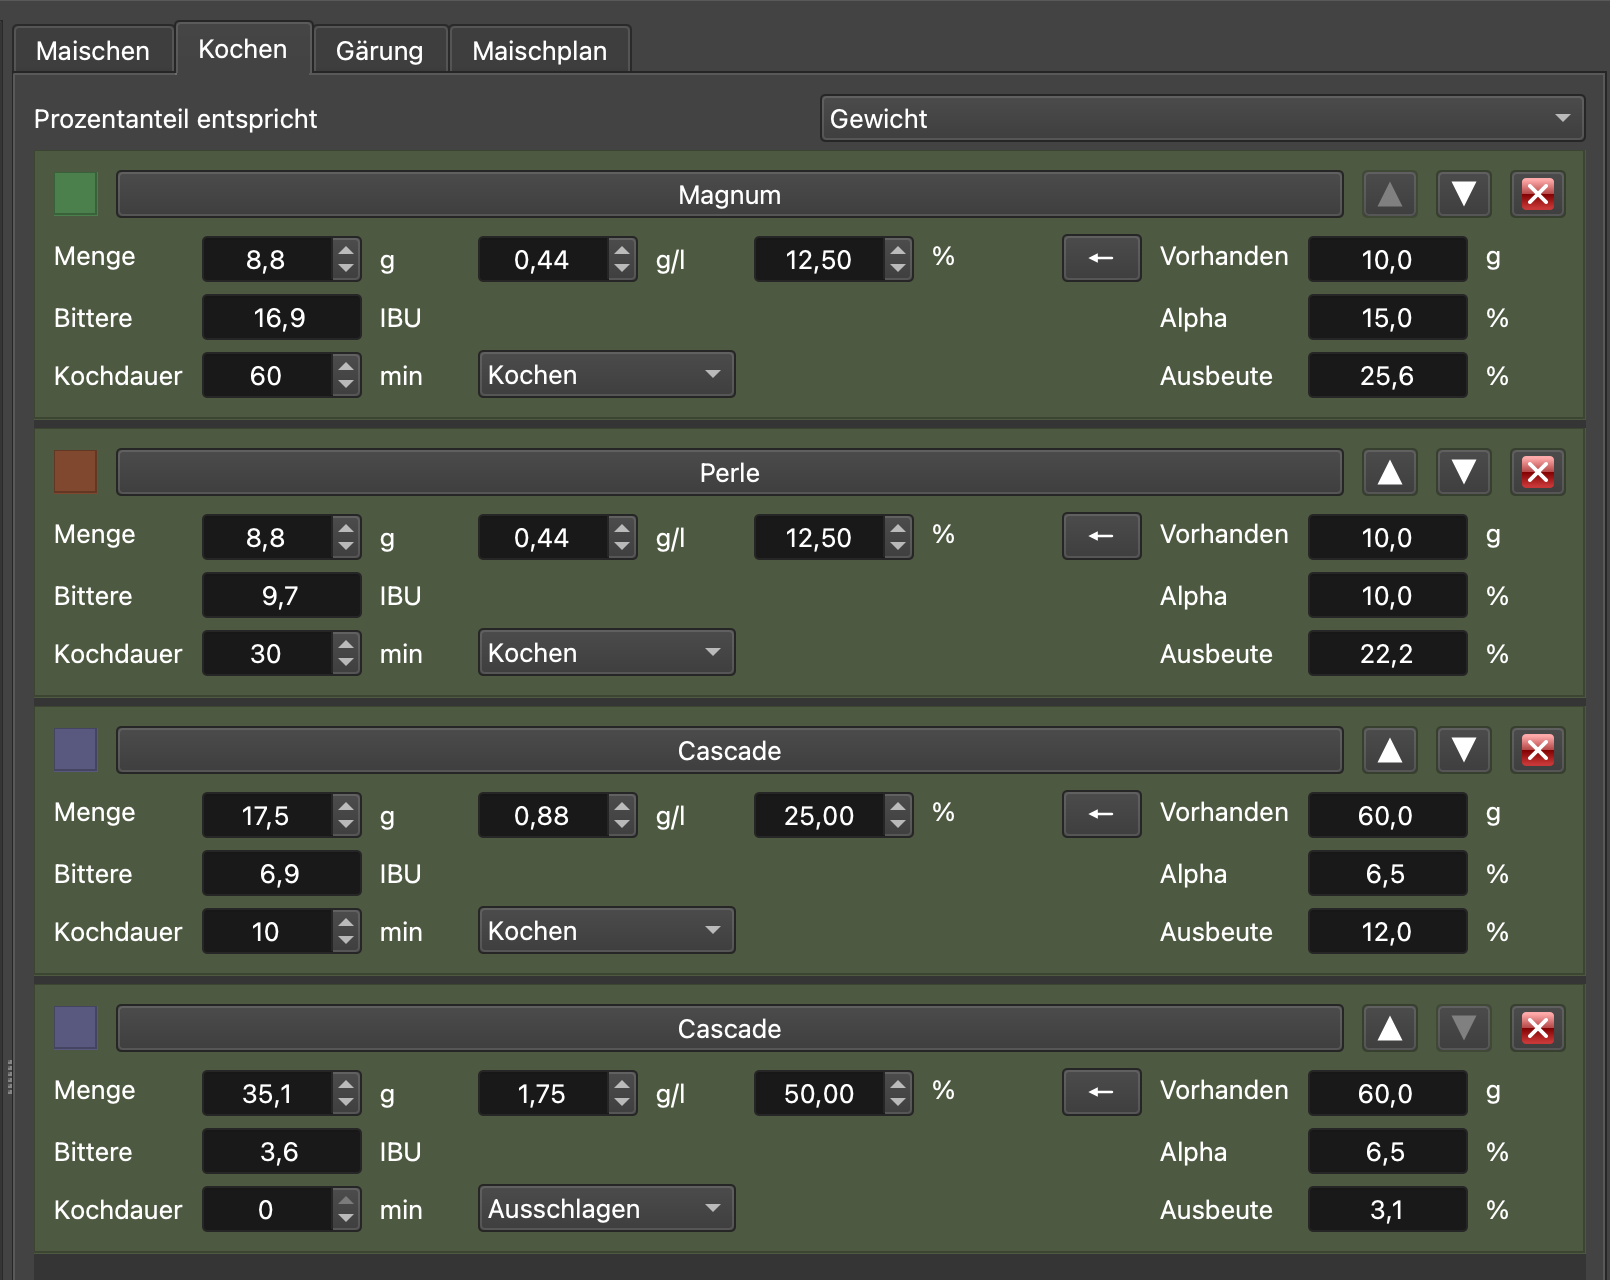 Maischen Kochen Gärung Maischplan
Prozentanteil entspricht Gewicht
Magnum
Menge 8,8 g 0,44 g/l 12,50 % ← Vorhanden 10,0 g
Bittere 16,9 IBU Alpha 15,0 %
Kochdauer 60 min Kochen Ausbeute 25,6 %
Perle
Menge 8,8 g 0,44 g/l 12,50 % ← Vorhanden 10,0 g
Bittere 9,7 IBU Alpha 10,0 %
Kochdauer 30 min Kochen Ausbeute 22,2 %
Cascade
Menge 17,5 g 0,88 g/l 25,00 % ← Vorhanden 60,0 g
Bittere 6,9 IBU Alpha 6,5 %
Kochdauer 10 min Kochen Ausbeute 12,0 %
Cascade
Menge 35,1 g 1,75 g/l 50,00 % ← Vorhanden 60,0 g
Bittere 3,6 IBU Alpha 6,5 %
Kochdauer 0 min Ausschlagen Ausbeute 3,1 %